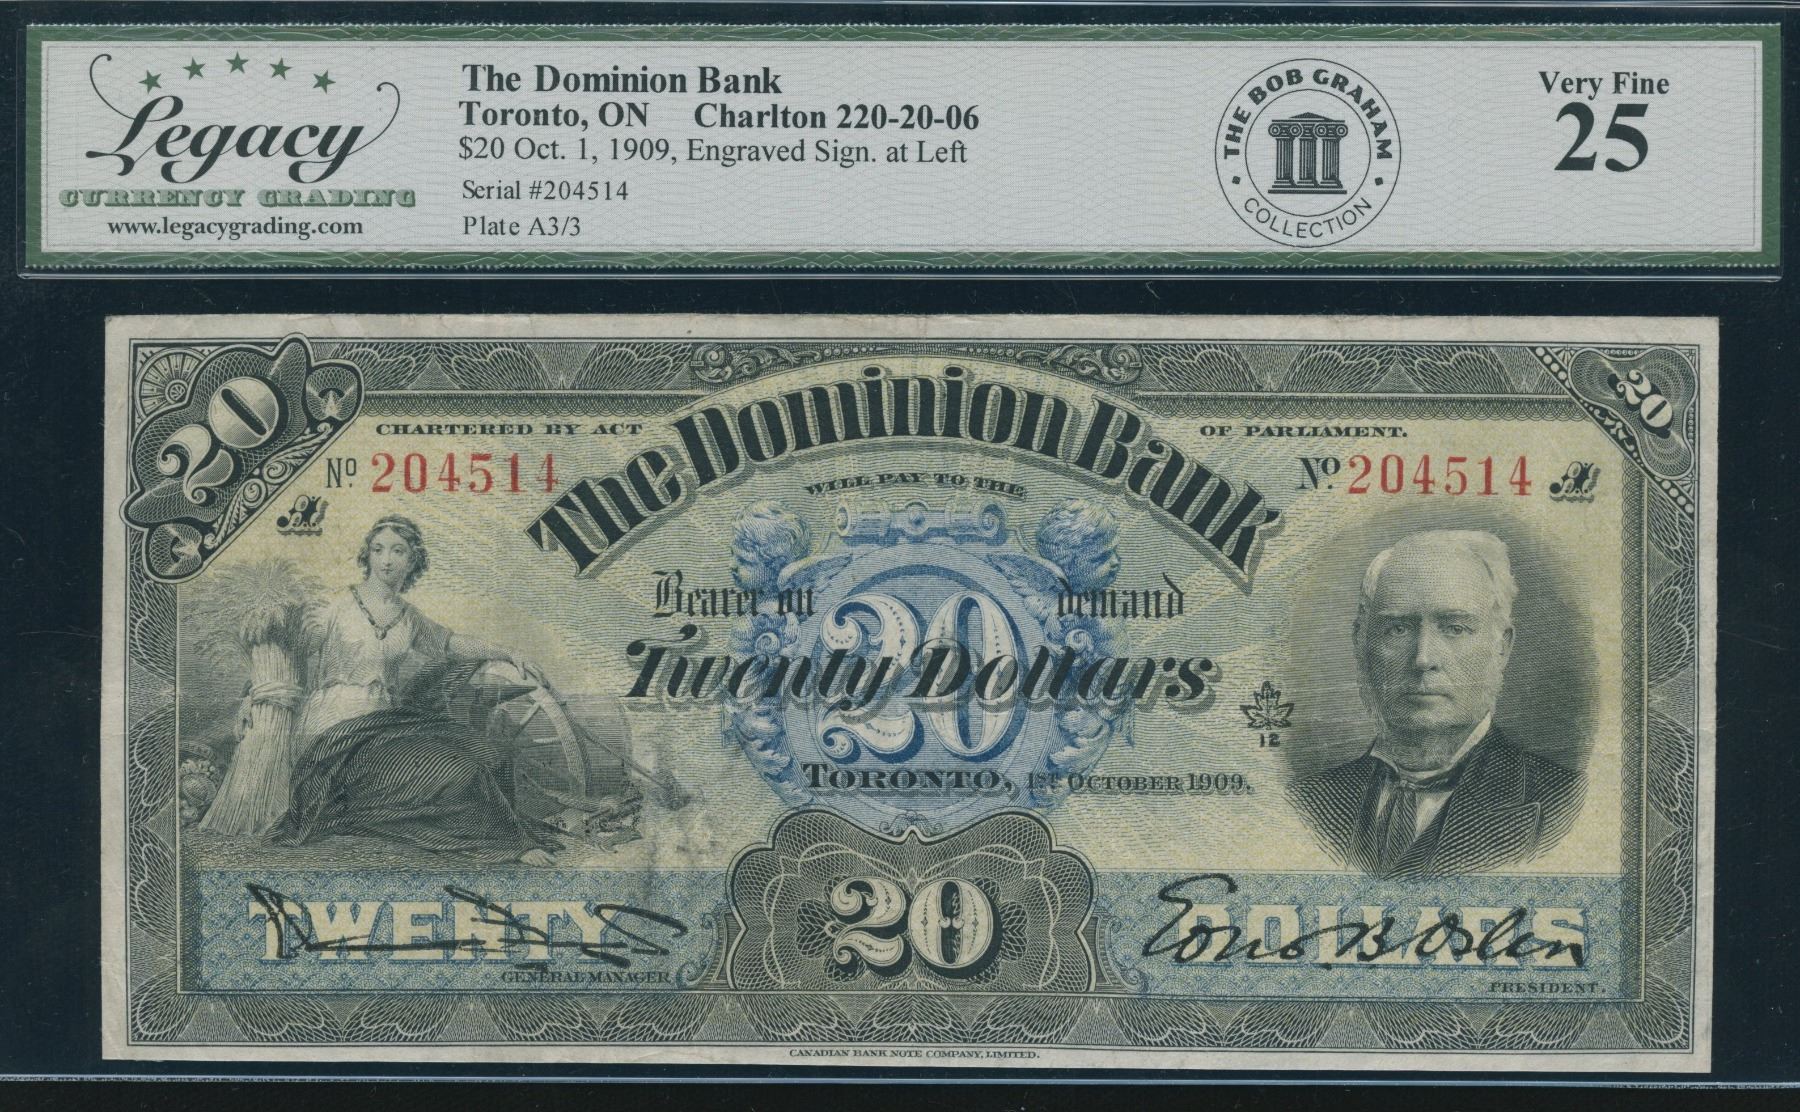 Legacy
CURRENCY GRADING
www.legacygrading.com
The Dominion Bank
Toronto, ON Charlton 220-20-06
$20 Oct. 1, 1909, Engraved Sign. at Left
Serial #204514
Plate A3/3
THE BOB GRAHAM
COLLECTION
Very Fine
25
20
20
CHARTERED BY ACT OF PARLIAMENT.
The Dominion Bank
No. 204514
No. 204514
WILL PAY TO THE
Bearer on demand
20
Twenty Dollars
12
TORONTO, 1ST OCTOBER 1909.
TWENTY
20
DOLLARS
Edmd. B. Osler
GENERAL MANAGER
PRESIDENT.
CANADIAN BANK NOTE COMPANY, LIMITED.